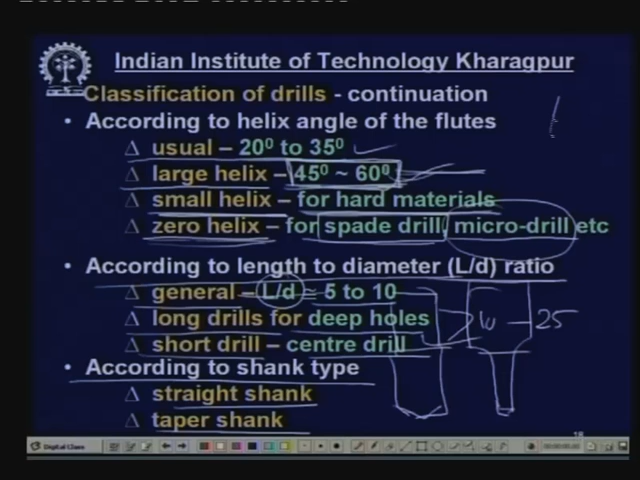 Indian Institute of Technology Kharagpur
Classification of drills - continuation
• According to helix angle of the flutes
Δ usual – 20⁰ to 35⁰
Δ large helix – 45⁰ ~ 60⁰
Δ small helix – for hard materials
Δ zero helix – for spade drill, micro-drill etc
• According to length to diameter (L/d) ratio
Δ general – L/d ≅ 5 to 10
Δ long drills for deep holes
25
Δ short drill – centre drill
• According to shank type
Δ straight shank
Δ taper shank
18
Digital Class